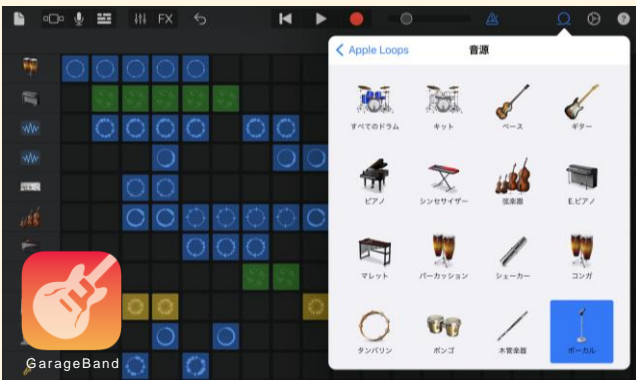 FX
?
Apple Loops
音源
すべてのドラム
キット
ベース
ギター
ピアノ
シンセサイザー
弦楽器
E.ピアノ
マレット
パーカッション
シェーカー
コンガ
タンバリン
ボンゴ
木管楽器
ボーカル
GarageBand